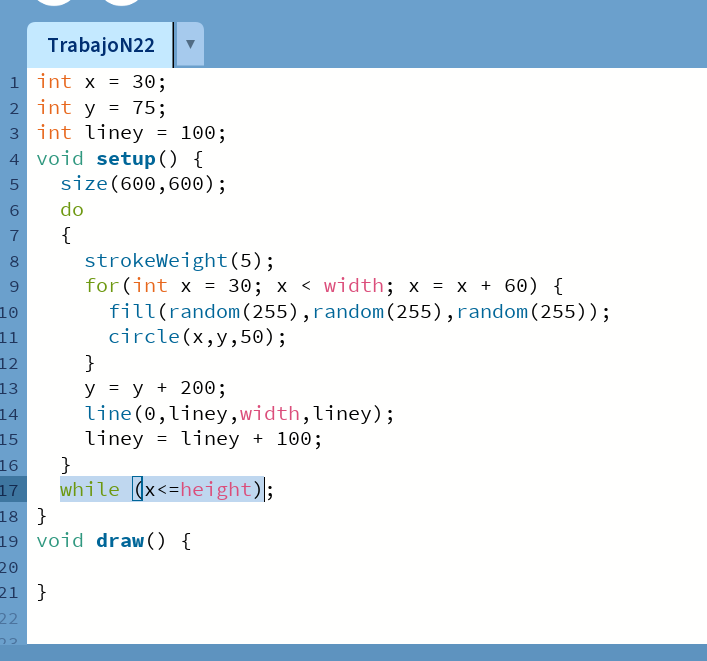 TrabajoN22 ▼
1 int x = 30;
2 int y = 75;
3 int liney = 100;
4 void setup() {
5   size(600,600);
6   do
7   {
8     strokeWeight(5);
9     for(int x = 30; x < width; x = x + 60) {
10       fill(random(255),random(255),random(255));
11       circle(x,y,50);
12     }
13     y = y + 200;
14     line(0,liney,width,liney);
15     liney = liney + 100;
16   }
17   while (x<=height);
18 }
19 void draw() {
20
21 }
22
23